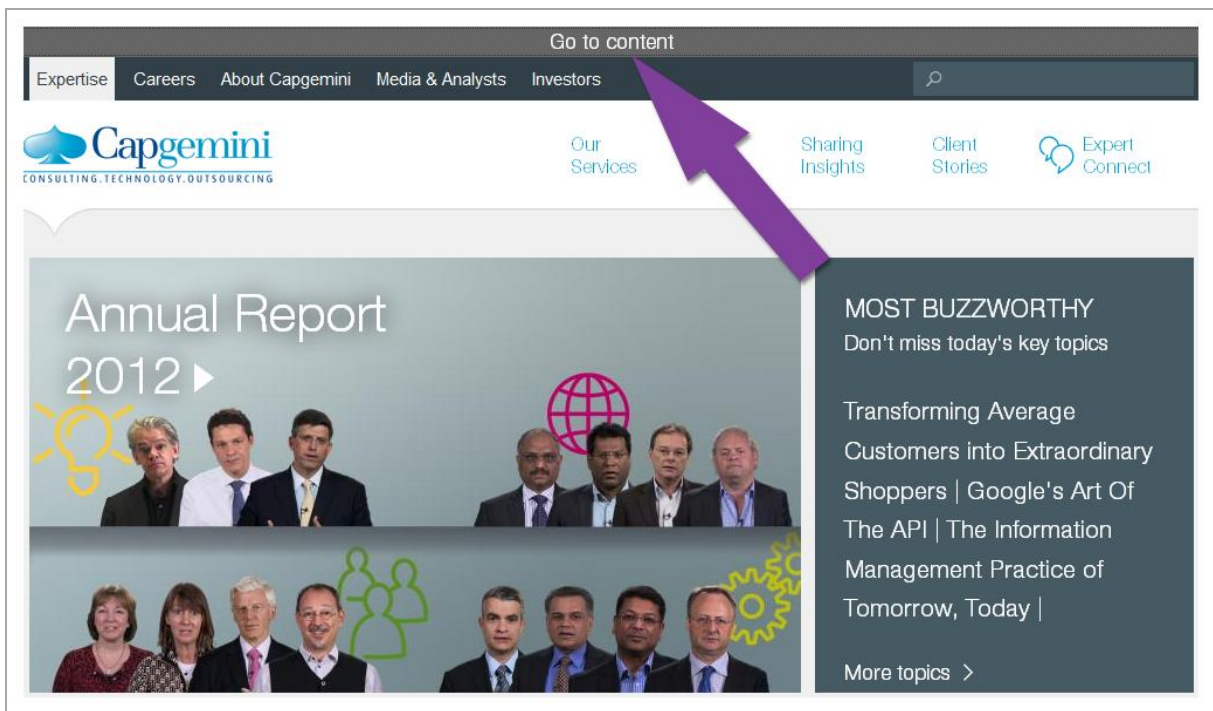 Go to content
Expertise Careers About Capgemini Media & Analysts Investors
Capgemini
CONSULTING.TECHNOLOGY.OUTSOURCING
Our
Services
Sharing
Insights
Client
Stories
Expert
Connect
Annual Report
2012
MOST BUZZWORTHY
Don't miss today's key topics
Transforming Average
Customers into Extraordinary
Shoppers | Google's Art Of
The API | The Information
Management Practice of
Tomorrow, Today |
More topics >